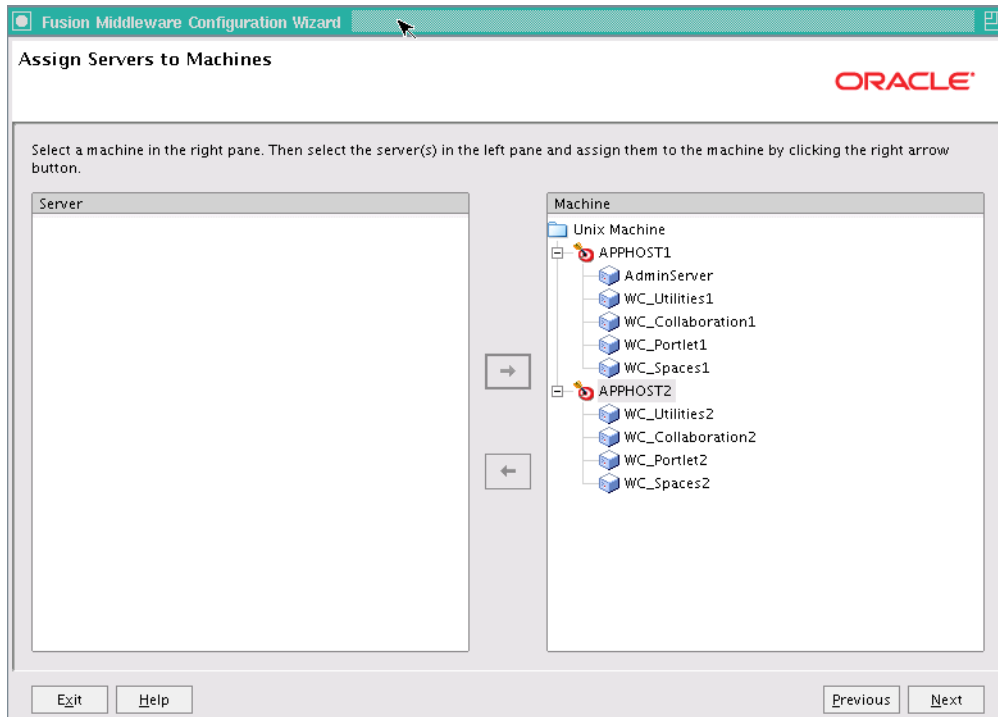 Fusion Middleware Configuration Wizard
Assign Servers to Machines
ORACLE
Select a machine in the right pane. Then select the server(s) in the left pane and assign them to the machine by clicking the right arrow
button.
Server
Machine
Unix Machine
APPHOST1
AdminServer
WC_Utilities1
WC_Collaboration1
WC_Portlet1
WC_Spaces1
APPHOST2
WC_Utilities2
WC_Collaboration2
WC_Portlet2
WC_Spaces2
Exit Help Previous Next